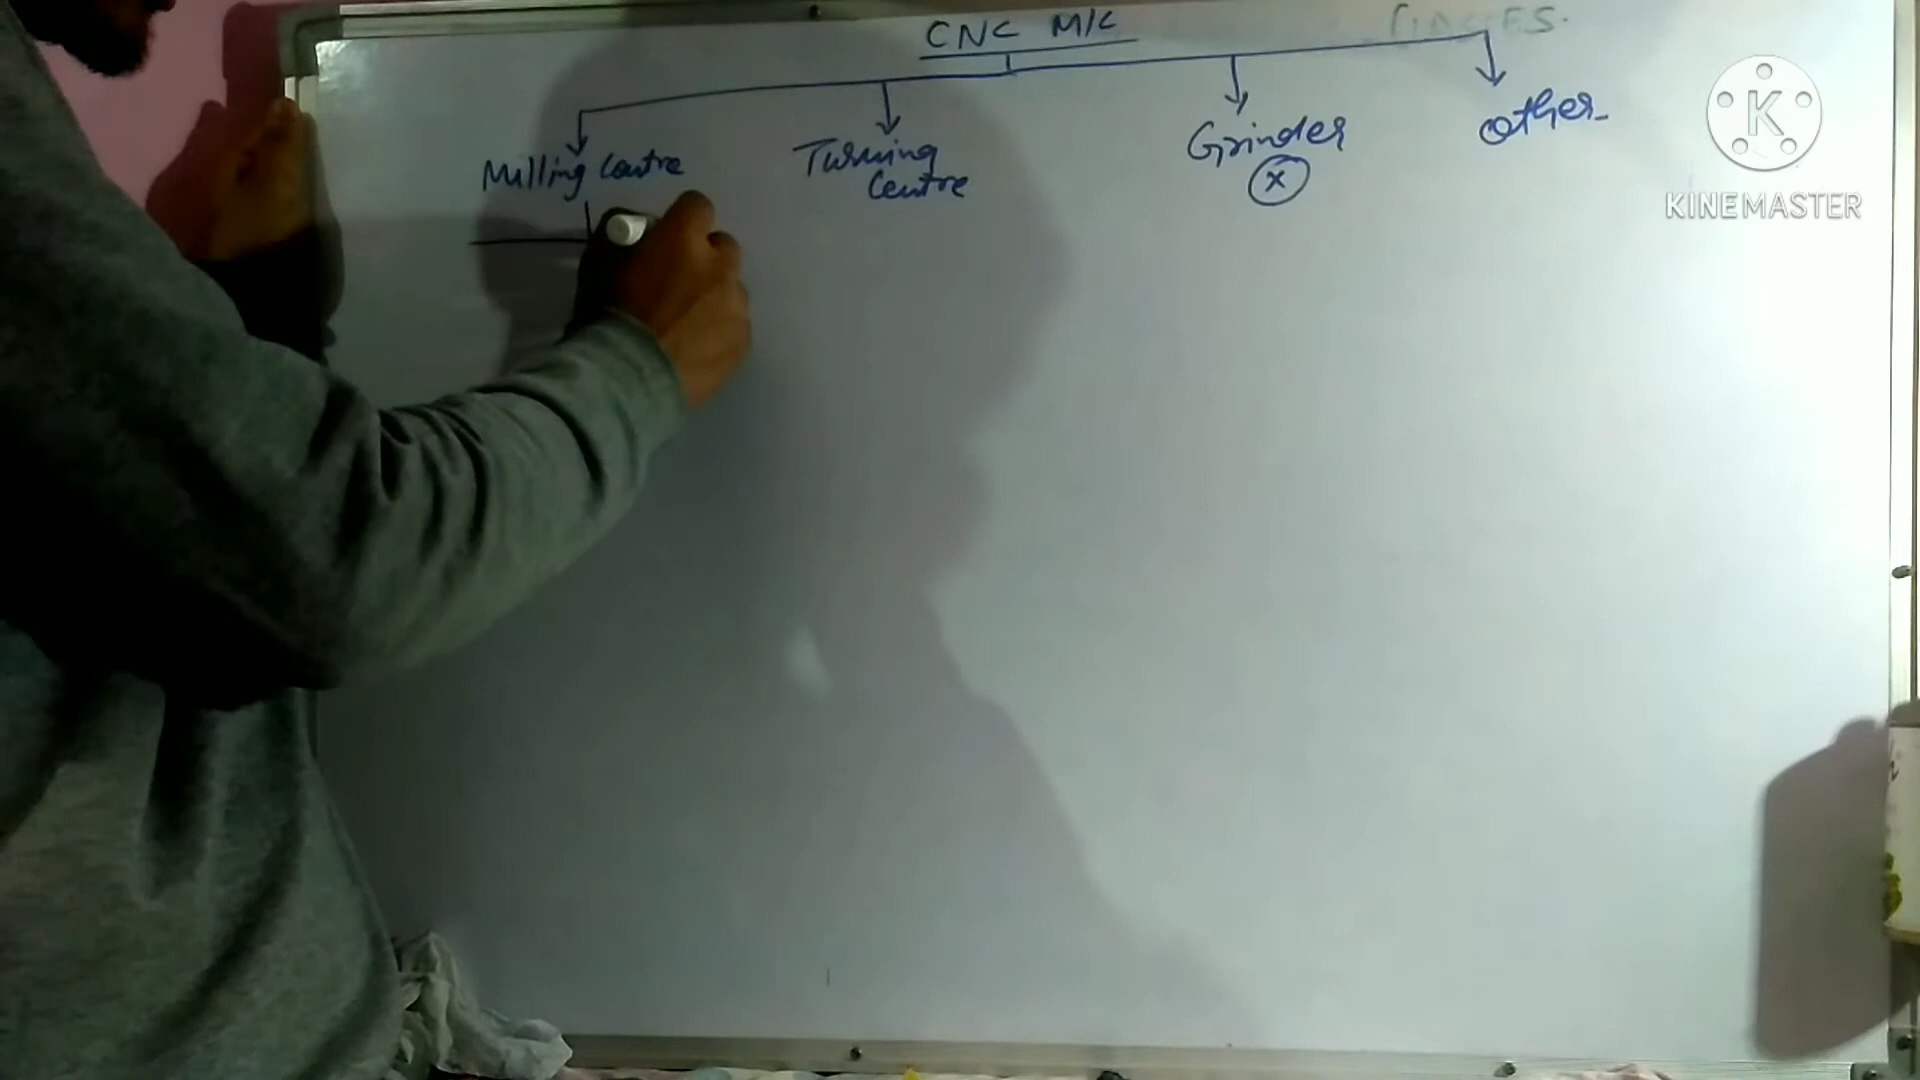 CNC M/C
Milling Centre
Turning
Centre
Grinder
X
other
K
KINEMASTER